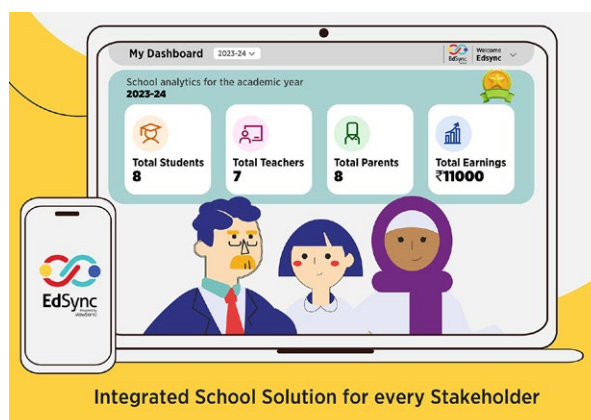 My Dashboard 2023-24
EdSync
Welcome
Edsync
School analytics for the academic year
2023-24
Total Students
8
Total Teachers
7
Total Parents
8
Total Earnings
₹11000
EdSync
Integrated School Solution for every Stakeholder